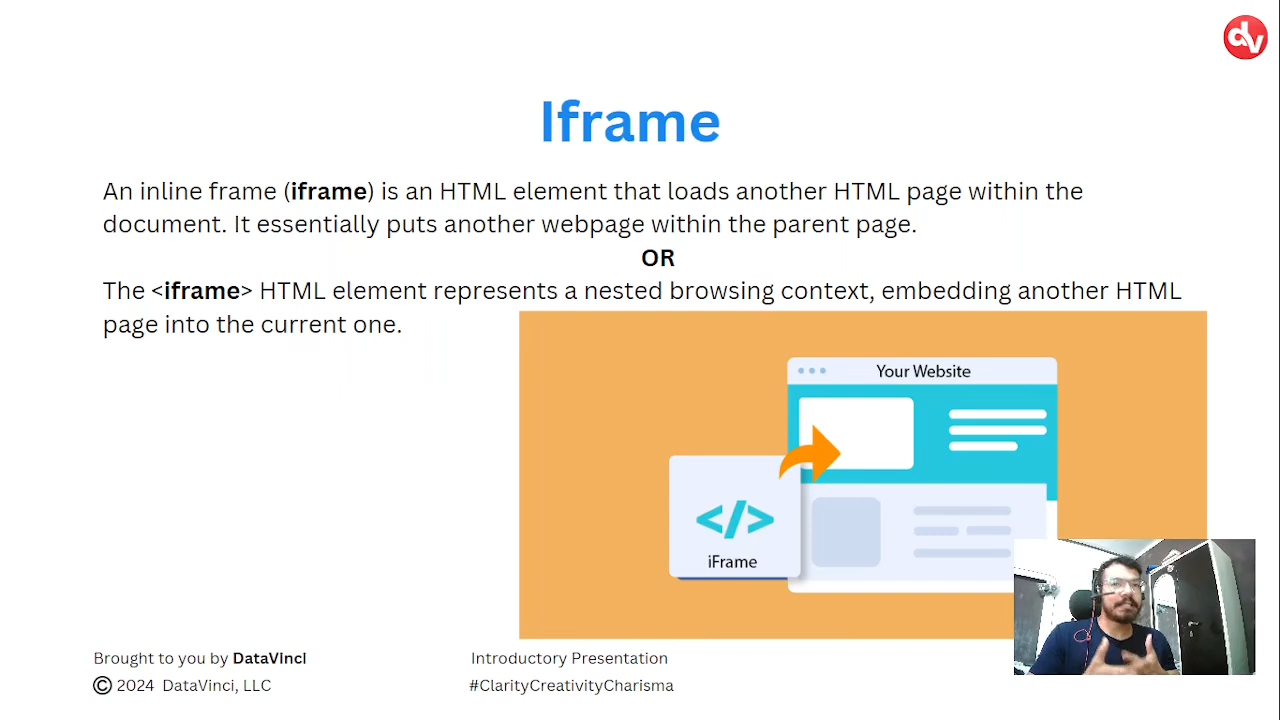 dv
Iframe
An inline frame (iframe) is an HTML element that loads another HTML page within the
document. It essentially puts another webpage within the parent page.
OR
The <iframe> HTML element represents a nested browsing context, embedding another HTML
page into the current one.
Your Website
</>
iFrame
Brought to you by DataVincI
© 2024 DataVinci, LLC
Introductory Presentation
#ClarityCreativityCharisma